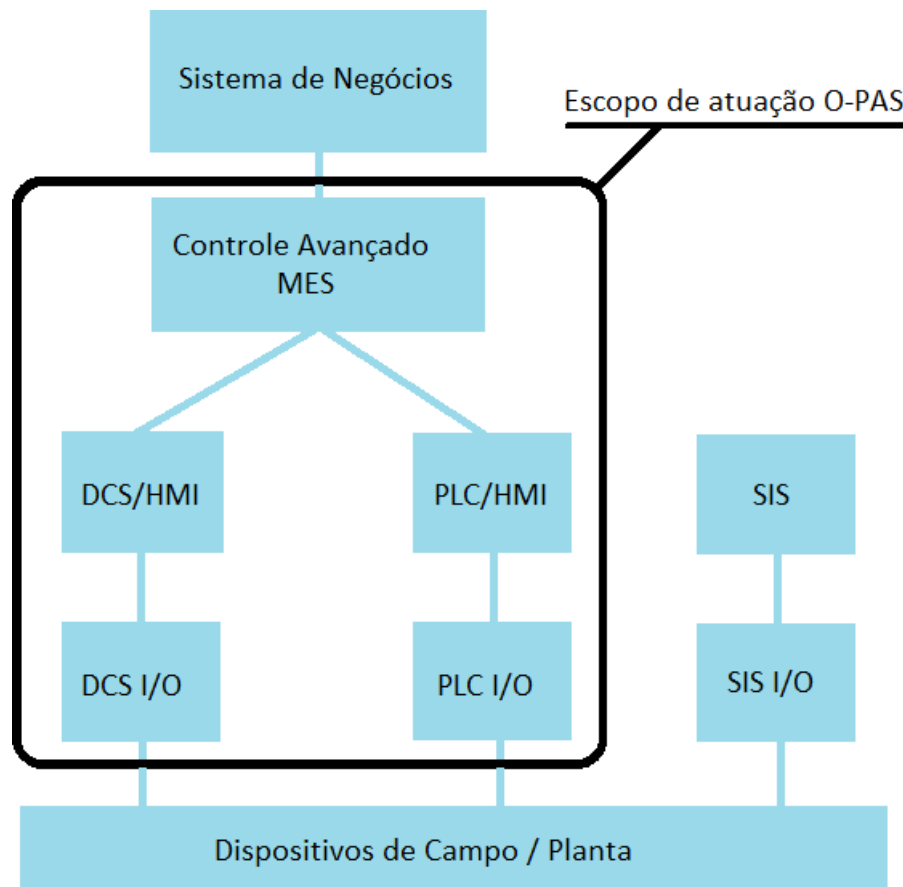 Sistema de Negócios
Escopo de atuação O-PAS
Controle Avançado
MES
DCS/HMI
PLC/HMI
SIS
DCS I/O
PLC I/O
SIS I/O
Dispositivos de Campo / Planta